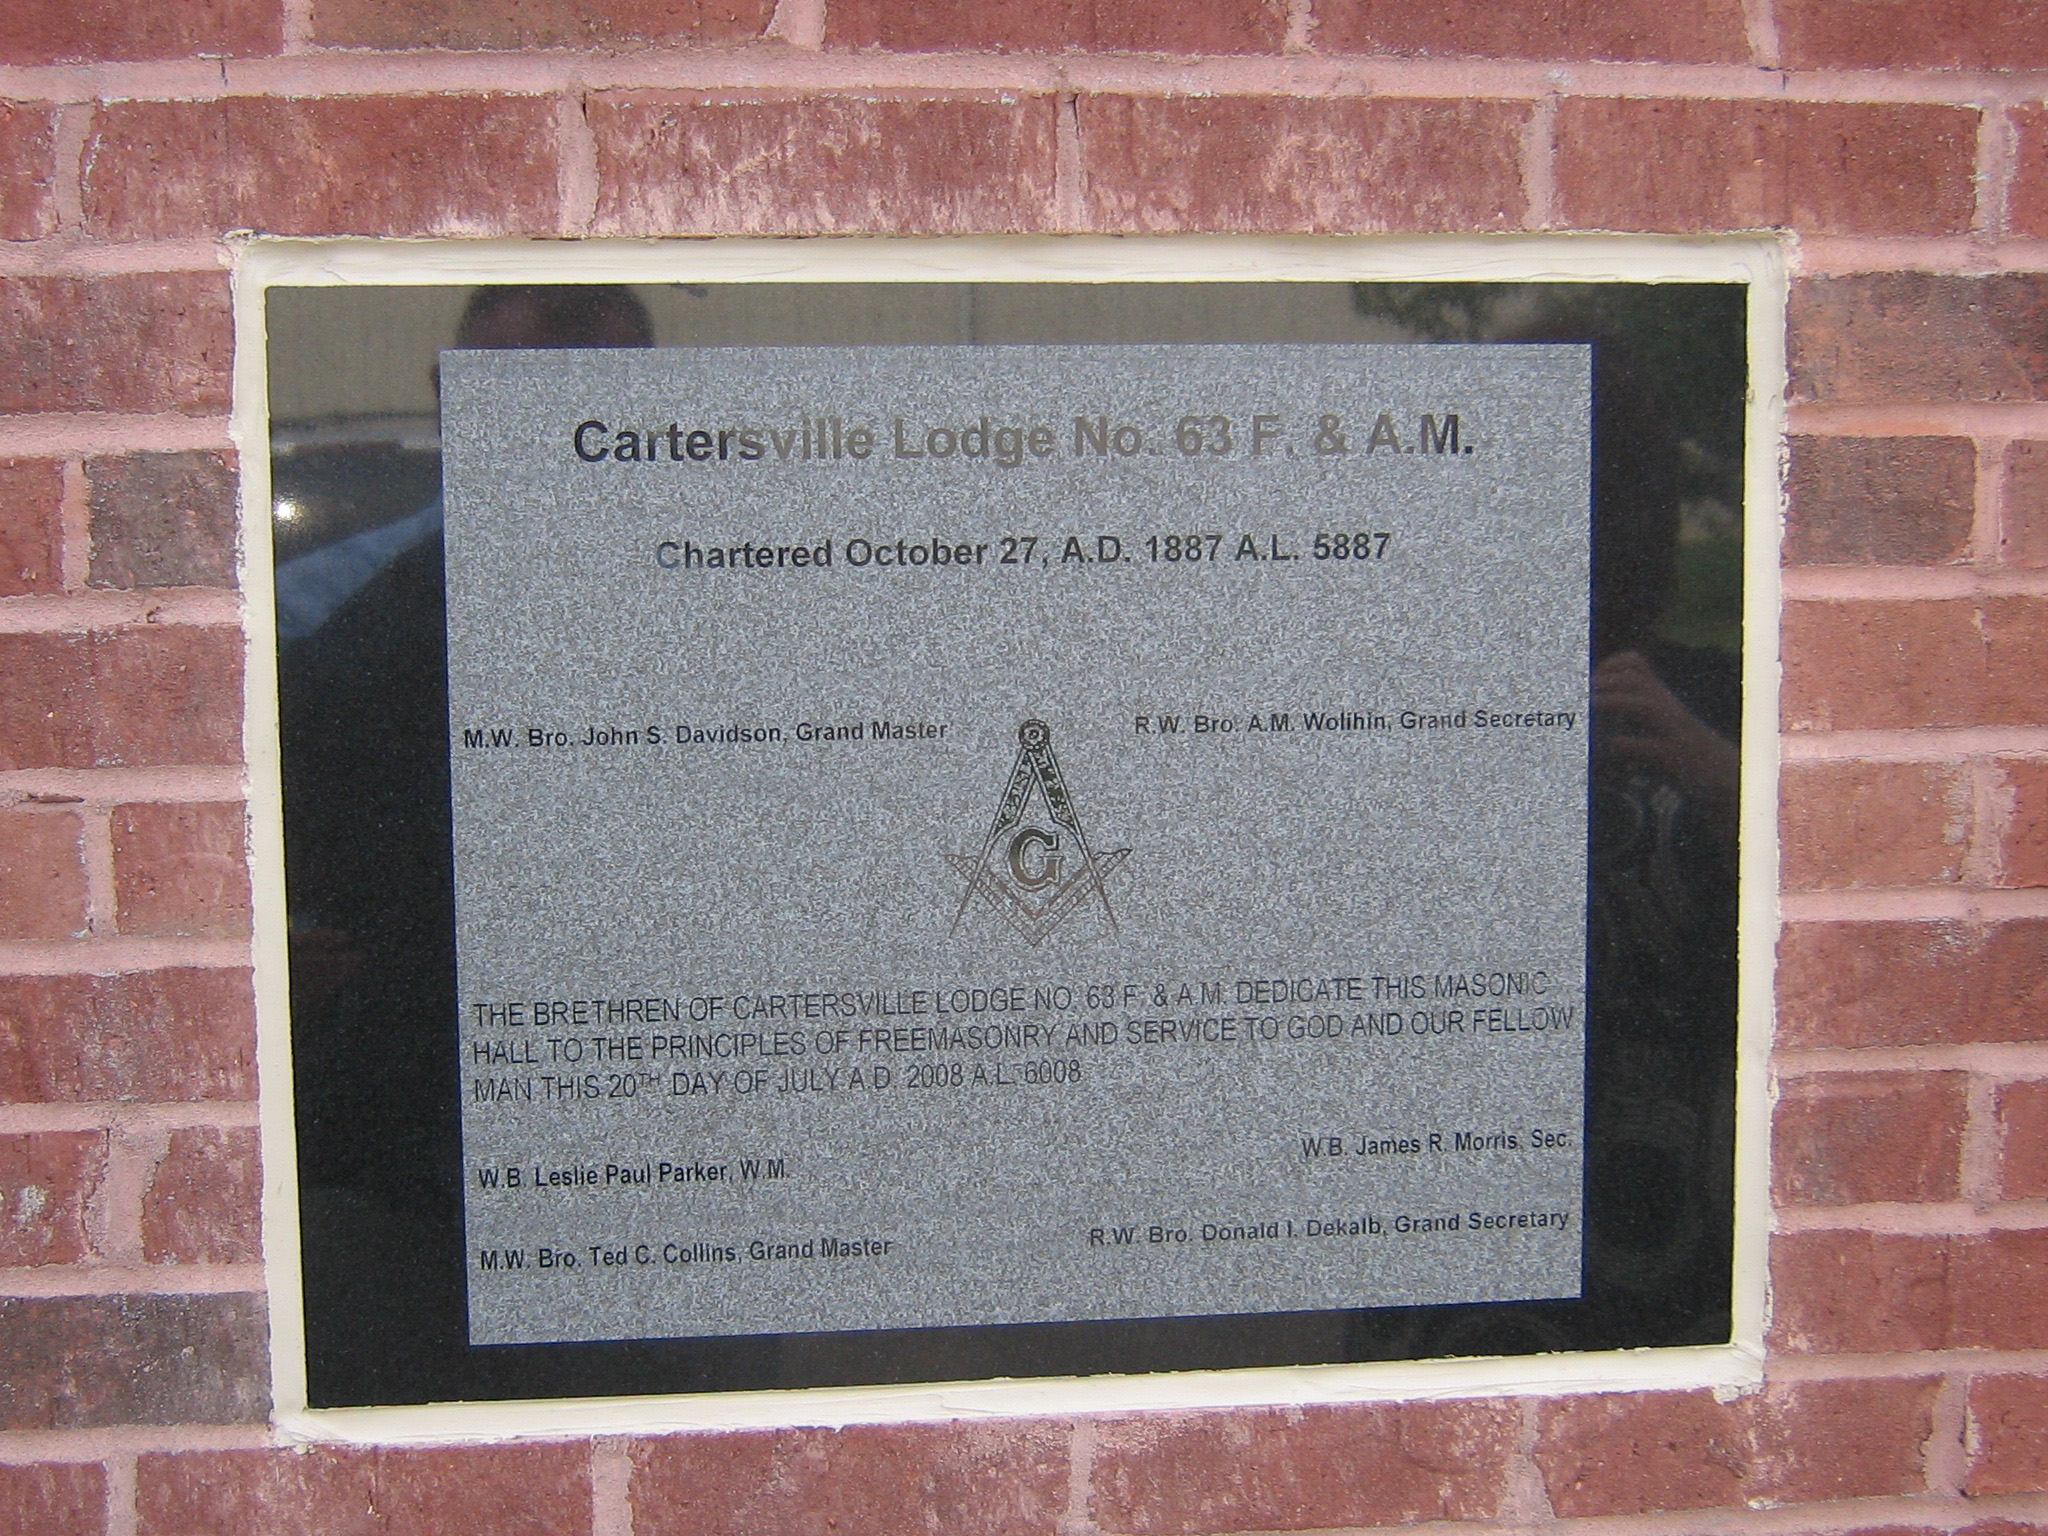 Cartersville Lodge No. 63 F. & A.M.
Chartered October 27, A.D. 1887 A.L. 5887
M.W. Bro. John S. Davidson, Grand Master
R.W. Bro. A.M. Wolihin, Grand Secretary
G
THE BRETHREN OF CARTERSVILLE LODGE NO. 63 F. & A.M. DEDICATE THIS MASONIC
HALL TO THE PRINCIPLES OF FREEMASONRY AND SERVICE TO GOD AND OUR FELLOW
MAN THIS 20TH DAY OF JULY A.D. 2008 A.L. 6008
W.B. Leslie Paul Parker, W.M.
W.B. James R. Morris, Sec.
M.W. Bro. Ted C. Collins, Grand Master
R.W. Bro. Donald I. Dekalb, Grand Secretary